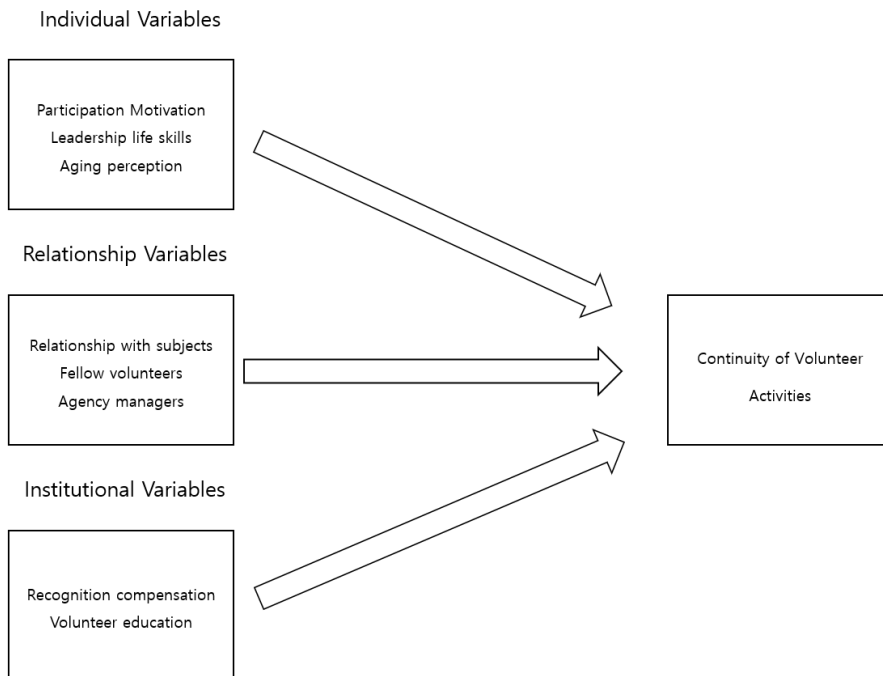 Individual Variables
Participation Motivation
Leadership life skills
Aging perception
Relationship Variables
Relationship with subjects
Fellow volunteers
Agency managers
Continuity of Volunteer
Activities
Institutional Variables
Recognition compensation
Volunteer education